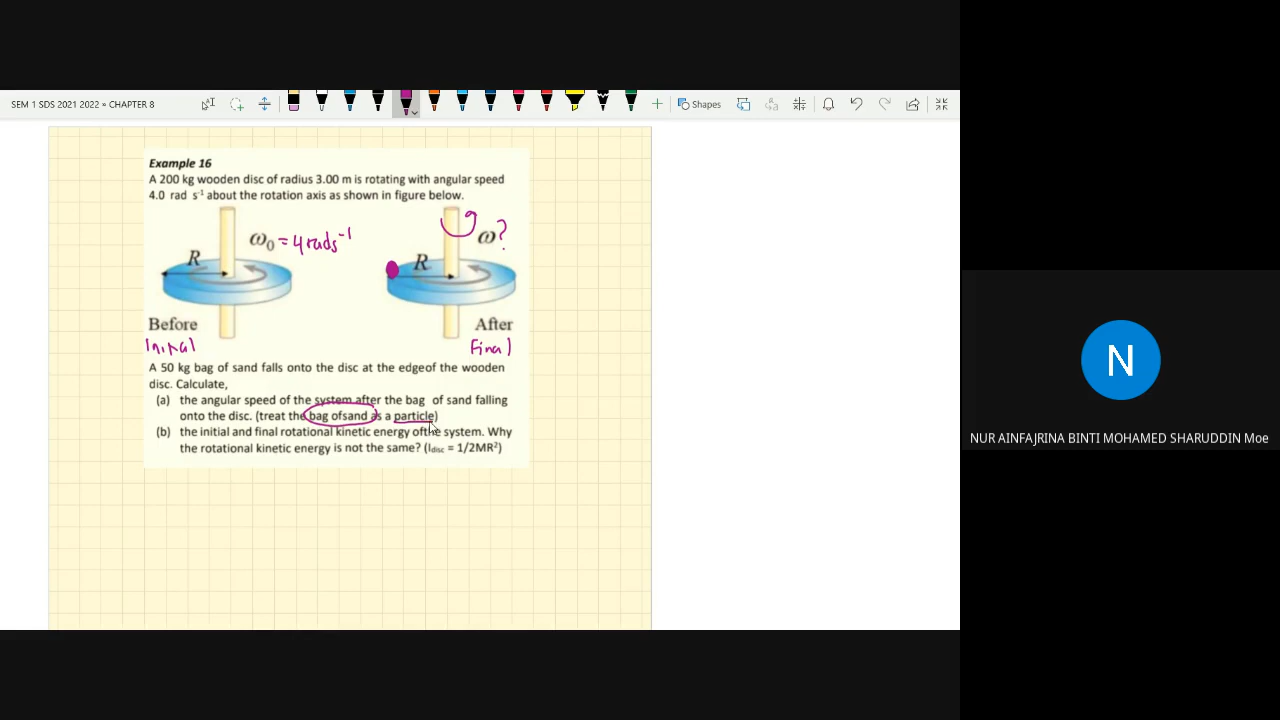 SEM 1 SDS 2021 2022 » CHAPTER 8
Shapes
Example 16
A 200 kg wooden disc of radius 3.00 m is rotating with angular speed
4.0 rad s⁻¹ about the rotation axis as shown in figure below.
ω₀ = 4 rads⁻¹
R
ω?
R
Before
After
Initial
Final
A 50 kg bag of sand falls onto the disc at the edgeof the wooden
disc. Calculate,
(a) the angular speed of the system after the bag of sand falling
onto the disc. (treat the bag ofsand as a particle)
(b) the initial and final rotational kinetic energy ofthe system. Why
the rotational kinetic energy is not the same? (Idisc = 1/2MR²)
N
NUR AINFAJRINA BINTI MOHAMED SHARUDDIN Moe